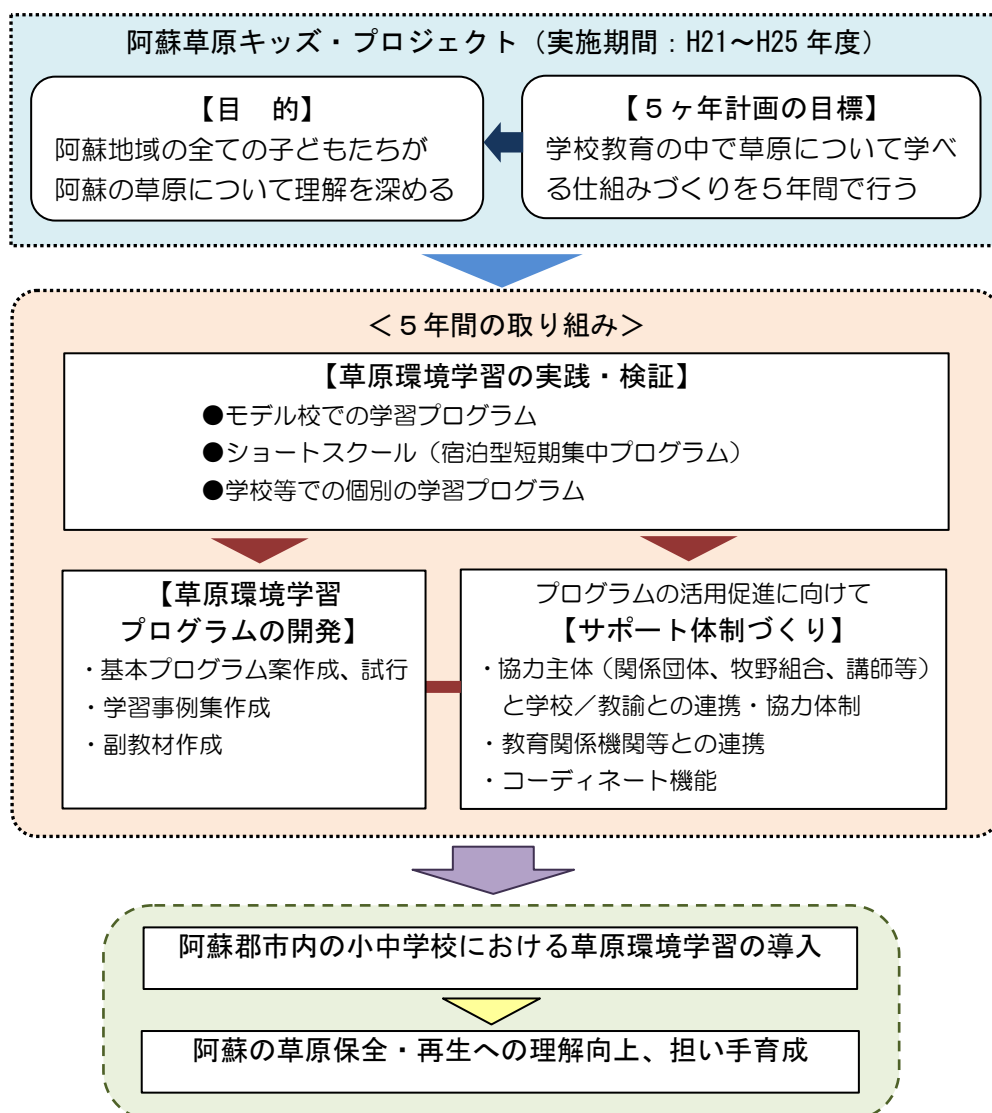 阿蘇草原キッズ・プロジェクト（実施期間：H21～H25 年度）
【目　的】
阿蘇地域の全ての子どもたちが
阿蘇の草原について理解を深める
【５ヶ年計画の目標】
学校教育の中で草原について学べ
る仕組みづくりを５年間で行う
＜５年間の取り組み＞
【草原環境学習の実践・検証】
●モデル校での学習プログラム
●ショートスクール（宿泊型短期集中プログラム）
●学校等での個別の学習プログラム
【草原環境学習
プログラムの開発】
・基本プログラム案作成、試行
・学習事例集作成
・副教材作成
プログラムの活用促進に向けて
【サポート体制づくり】
・協力主体（関係団体、牧野組合、講師等）
と学校／教諭との連携・協力体制
・教育関係機関等との連携
・コーディネート機能
阿蘇郡市内の小中学校における草原環境学習の導入
阿蘇の草原保全・再生への理解向上、担い手育成